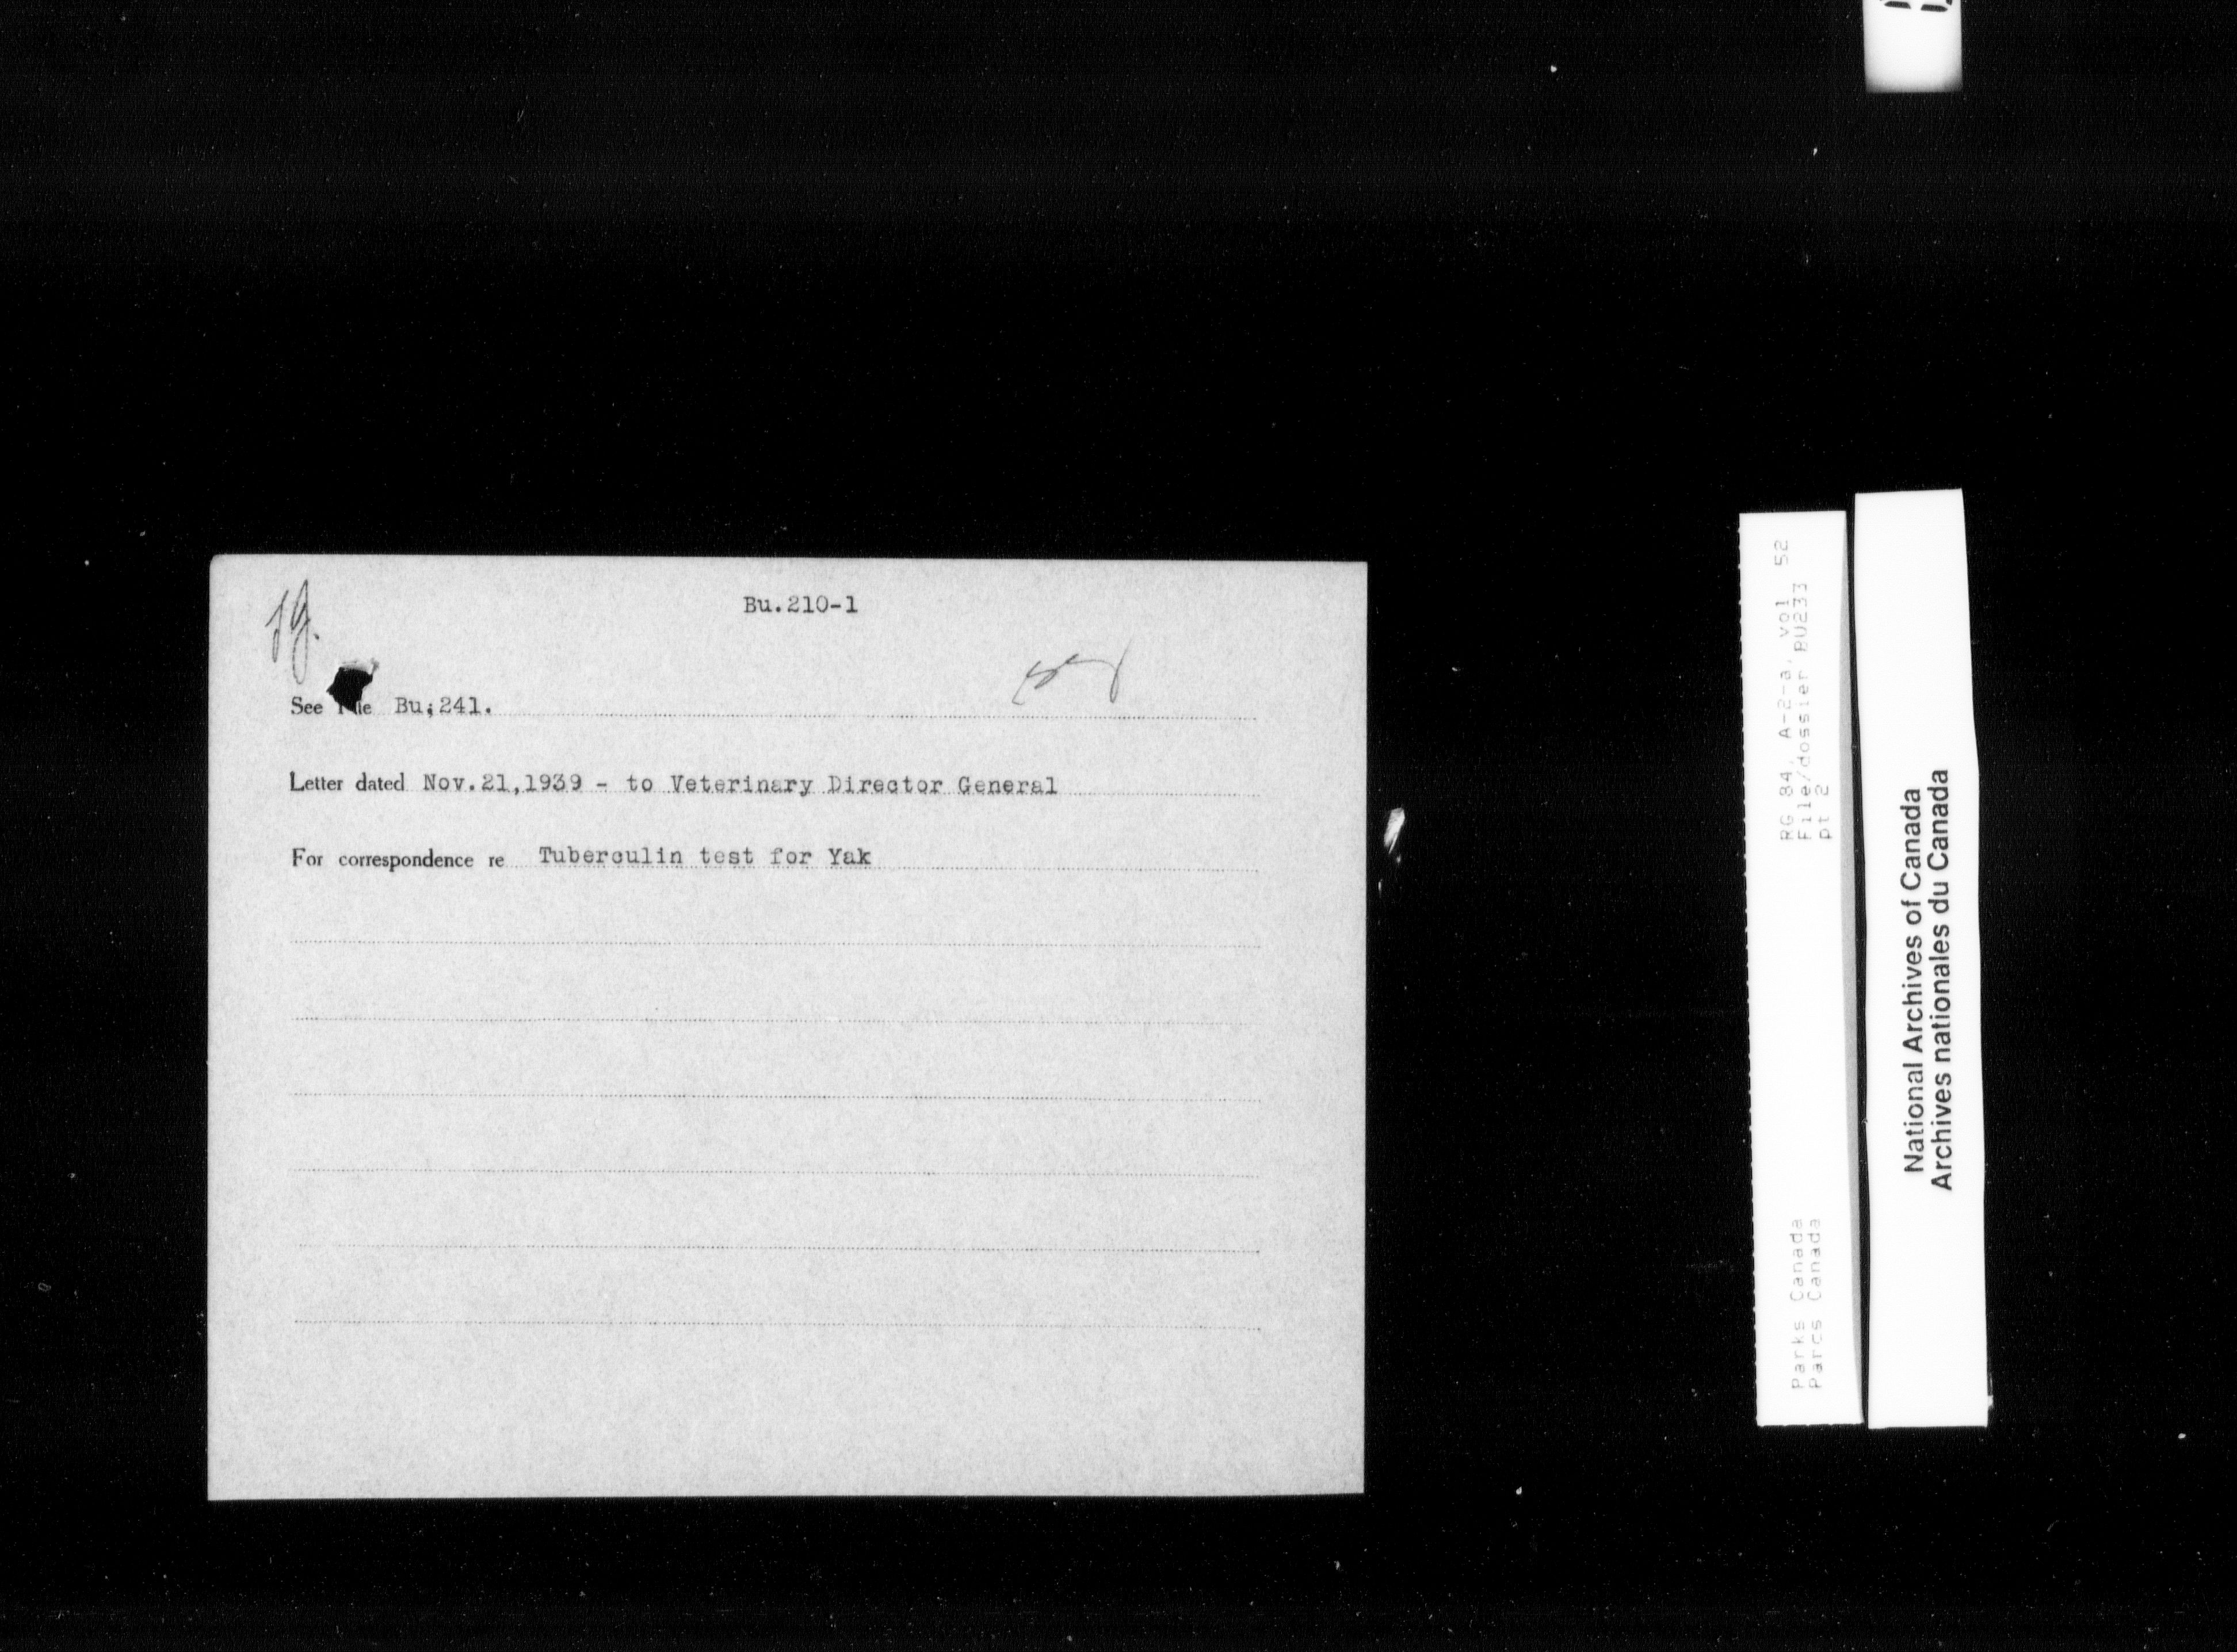 Bu.210-1
See File Bu.241.
Letter dated Nov.21,1939 - to Veterinary Director General
For correspondence re Tuberculin test for Yak
RG 84, A-2-a, vol 52
File/dossier BU233
pt 2
Parks Canada
Parcs Canada
National Archives of Canada
Archives nationales du Canada